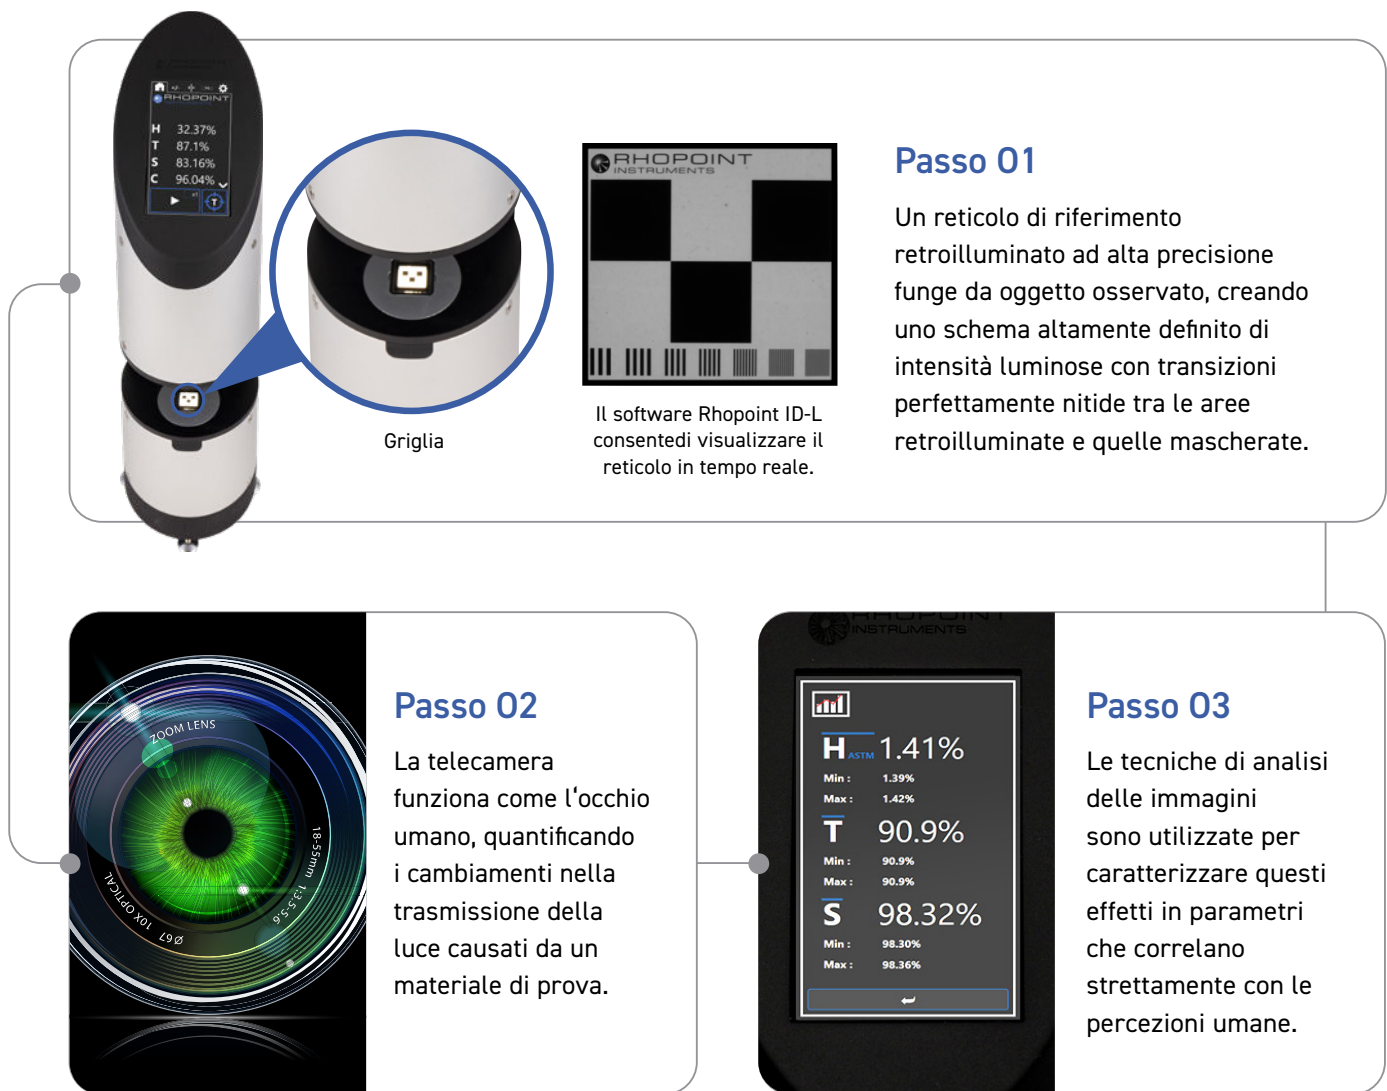 RHOPOINT
H 32.37%
T 87.1%
S 83.16%
C 96.04%
x1
T
Griglia
RHOPOINT
INSTRUMENTS
Il software Rhopoint ID-L
consentedi visualizzare il
reticolo in tempo reale.
Passo 01
Un reticolo di riferimento
retroilluminato ad alta precisione
funge da oggetto osservato, creando
uno schema altamente definito di
intensità luminose con transizioni
perfettamente nitide tra le aree
retroilluminate e quelle mascherate.
ZOOM LENS
18-55mm 1:3.5-5.6
Ø 67 10X OPTICAL
Passo 02
La telecamera
funziona come l‘occhio
umano, quantificando
i cambiamenti nella
trasmissione della
luce causati da un
materiale di prova.
RHOPOINT
INSTRUMENTS
H ASTM 1.41%
Min : 1.39%
Max : 1.42%
T 90.9%
Min : 90.9%
Max : 90.9%
S 98.32%
Min : 98.30%
Max : 98.36%
Passo 03
Le tecniche di analisi
delle immagini
sono utilizzate per
caratterizzare questi
effetti in parametri
che correlano
strettamente con le
percezioni umane.